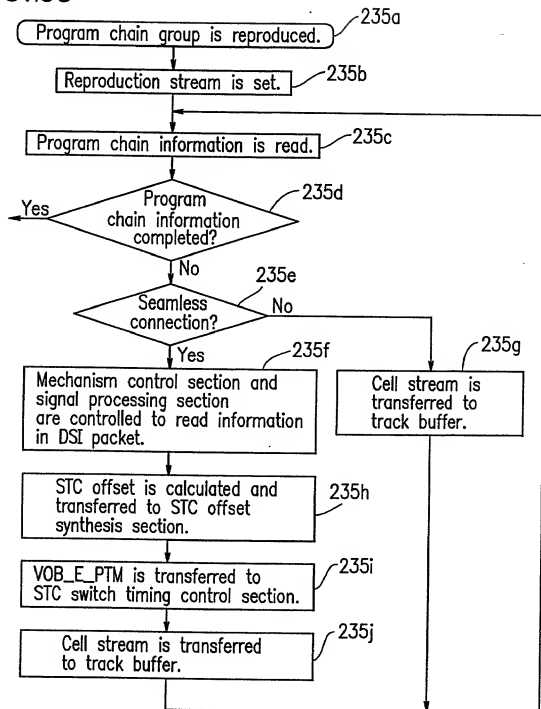 235a
Program chain group is reproduced.
235b
Reproduction stream is set.
235c
Program chain information is read.
235d
Program
chain information
completed?
Yes
No
235e
Seamless
connection?
No
Yes
235f
Mechanism control section and
signal processing section
are controlled to read information
in DSI packet.
235g
Cell stream is
transferred to
track buffer.
235h
STC offset is calculated and
transferred to STC offset
synthesis section.
235i
VOB_E_PTM is transferred to
STC switch timing control section.
235j
Cell stream is transferred
to track buffer.